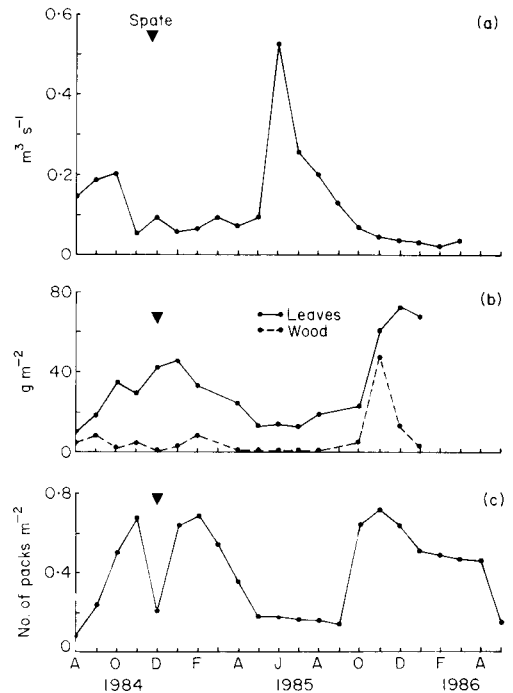 Spate
(a)
0·6
0·4
0·2
0
m³ s⁻¹
(b)
80
40
0
g m⁻²
Leaves
Wood
(c)
0·8
0·4
0
No. of packs m⁻²
A O D F A J A O D F A
1984 1985 1986